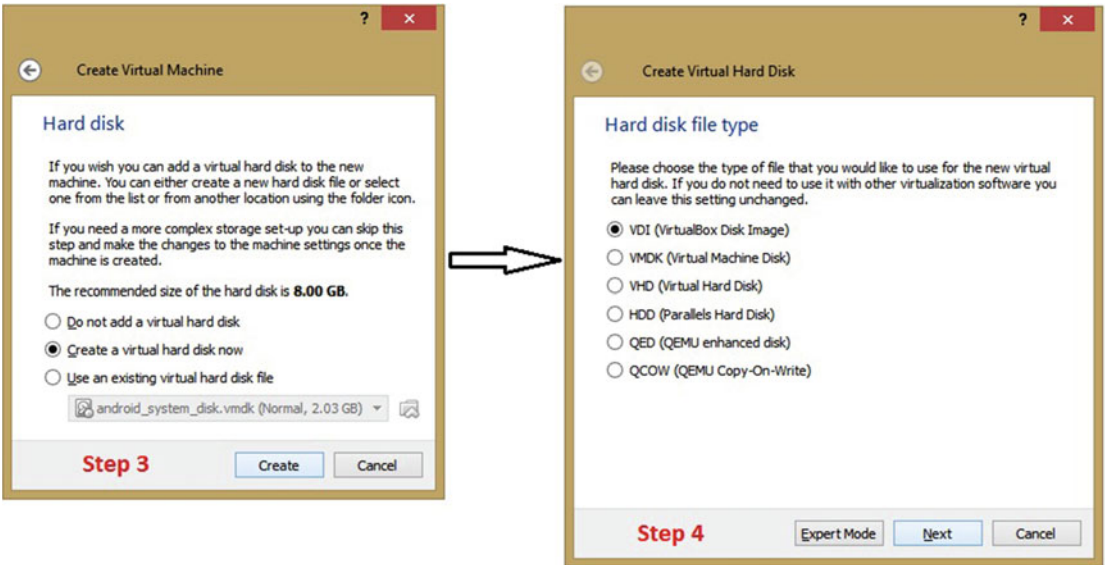 ?
×
Create Virtual Machine
Hard disk
If you wish you can add a virtual hard disk to the new
machine. You can either create a new hard disk file or select
one from the list or from another location using the folder icon.
If you need a more complex storage set-up you can skip this
step and make the changes to the machine settings once the
machine is created.
The recommended size of the hard disk is 8.00 GB.
Do not add a virtual hard disk
Create a virtual hard disk now
Use an existing virtual hard disk file
android_system_disk.vmdk (Normal, 2.03 GB)
Step 3
Create
Cancel
?
×
Create Virtual Hard Disk
Hard disk file type
Please choose the type of file that you would like to use for the new virtual
hard disk. If you do not need to use it with other virtualization software you
can leave this setting unchanged.
VDI (VirtualBox Disk Image)
VMDK (Virtual Machine Disk)
VHD (Virtual Hard Disk)
HDD (Parallels Hard Disk)
QED (QEMU enhanced disk)
QCOW (QEMU Copy-On-Write)
Step 4
Expert Mode
Next
Cancel